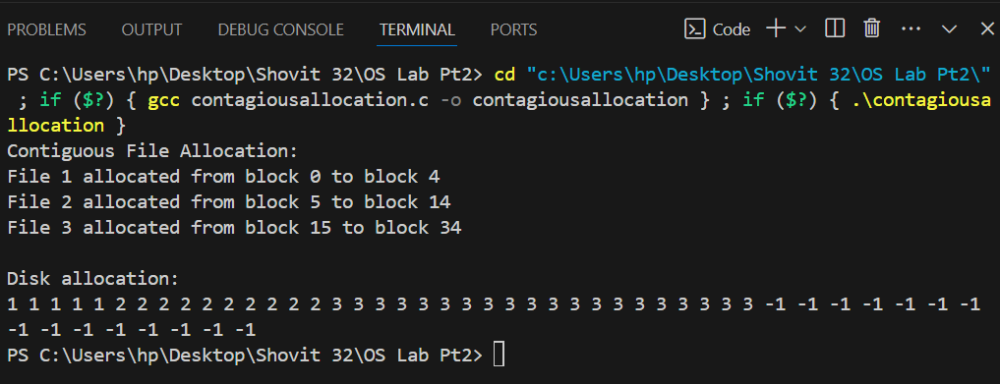 PROBLEMS OUTPUT DEBUG CONSOLE TERMINAL PORTS Code
PS C:\Users\hp\Desktop\Shovit 32\OS Lab Pt2> cd "c:\Users\hp\Desktop\Shovit 32\OS Lab Pt2\"
; if ($?) { gcc contagiousallocation.c -o contagiousallocation } ; if ($?) { .\contagiousa
llocation }
Contiguous File Allocation:
File 1 allocated from block 0 to block 4
File 2 allocated from block 5 to block 14
File 3 allocated from block 15 to block 34
Disk allocation:
1 1 1 1 1 2 2 2 2 2 2 2 2 2 2 3 3 3 3 3 3 3 3 3 3 3 3 3 3 3 3 3 3 3 3 -1 -1 -1 -1 -1 -1 -1
-1 -1 -1 -1 -1 -1 -1 -1
PS C:\Users\hp\Desktop\Shovit 32\OS Lab Pt2>